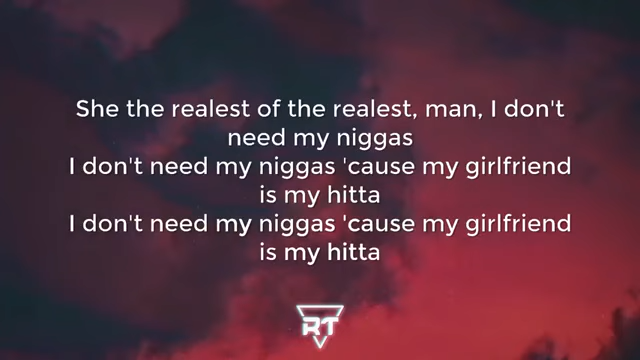 She the realest of the realest, man, I don't
need my niggas
I don't need my niggas 'cause my girlfriend
is my hitta
I don't need my niggas 'cause my girlfriend
is my hitta
RT